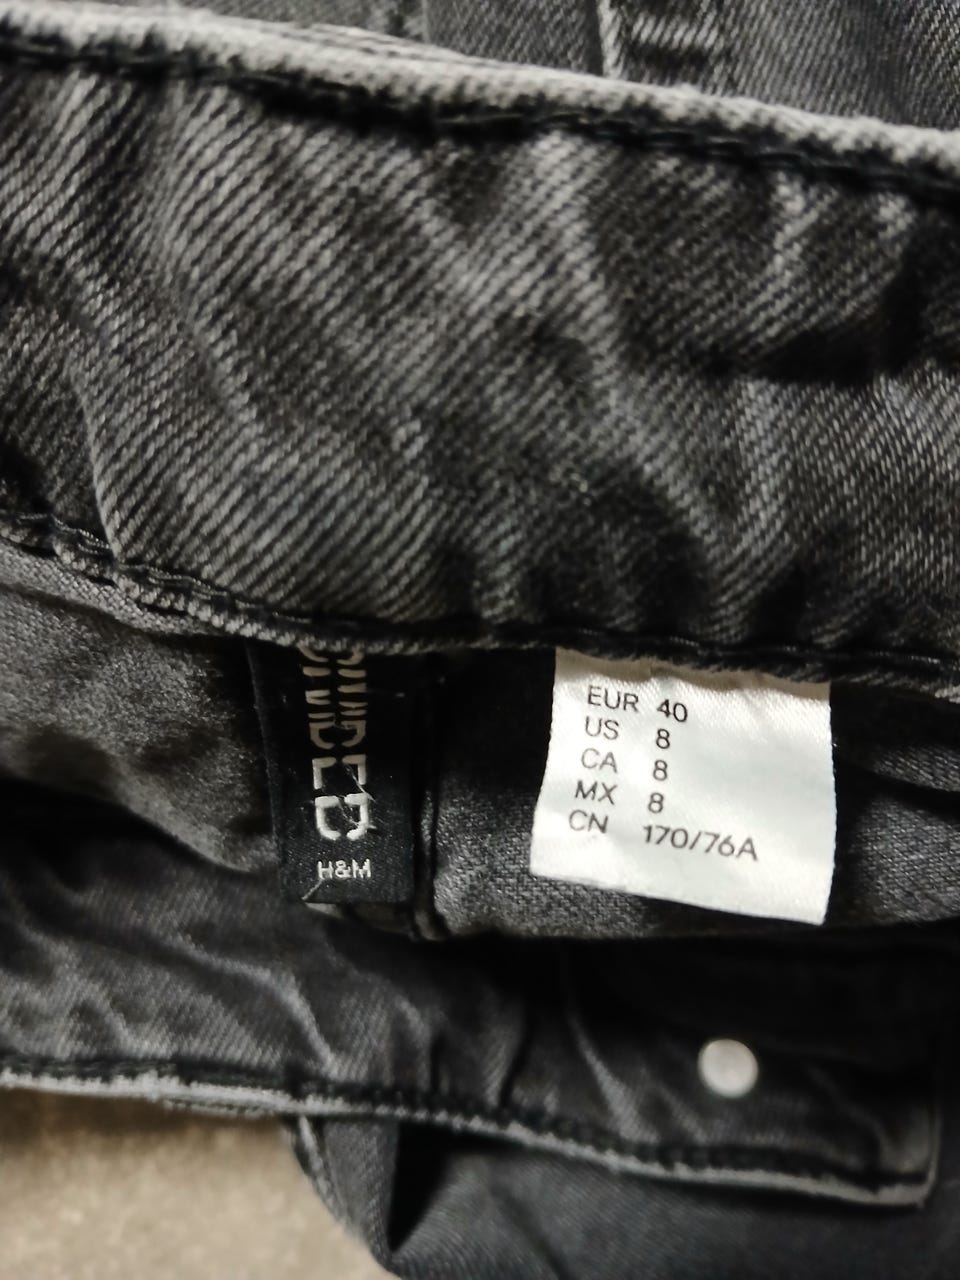 DIVIDED
H&M
EUR 40
US 8
CA 8
MX 8
CN 170/76A